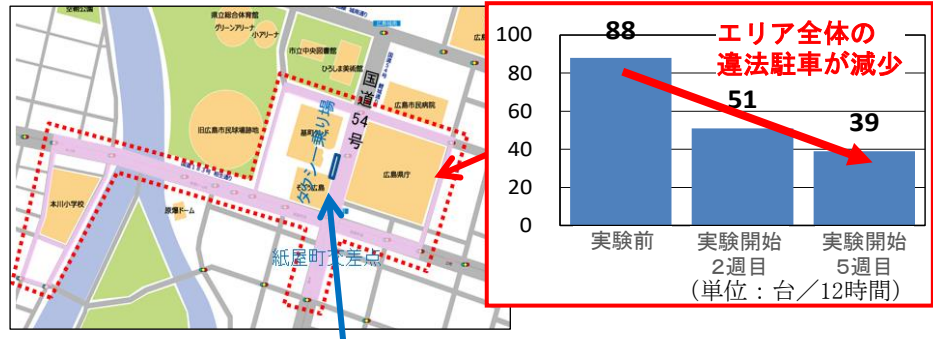 県立総合体育館
グリーンアリーナ
小アリーナ
市立中央図書館
ひろしま美術館
国道54号
広島市民病院
旧広島市民球場跡地
タクシー乗り場
広島県庁
本川小学校
原爆ドーム
そごう広島
紙屋町交差点
100
80
60
40
20
0
88
51
39
エリア全体の
違法駐車が減少
実験前
実験開始
2週目
実験開始
5週目
(単位：台／12時間)